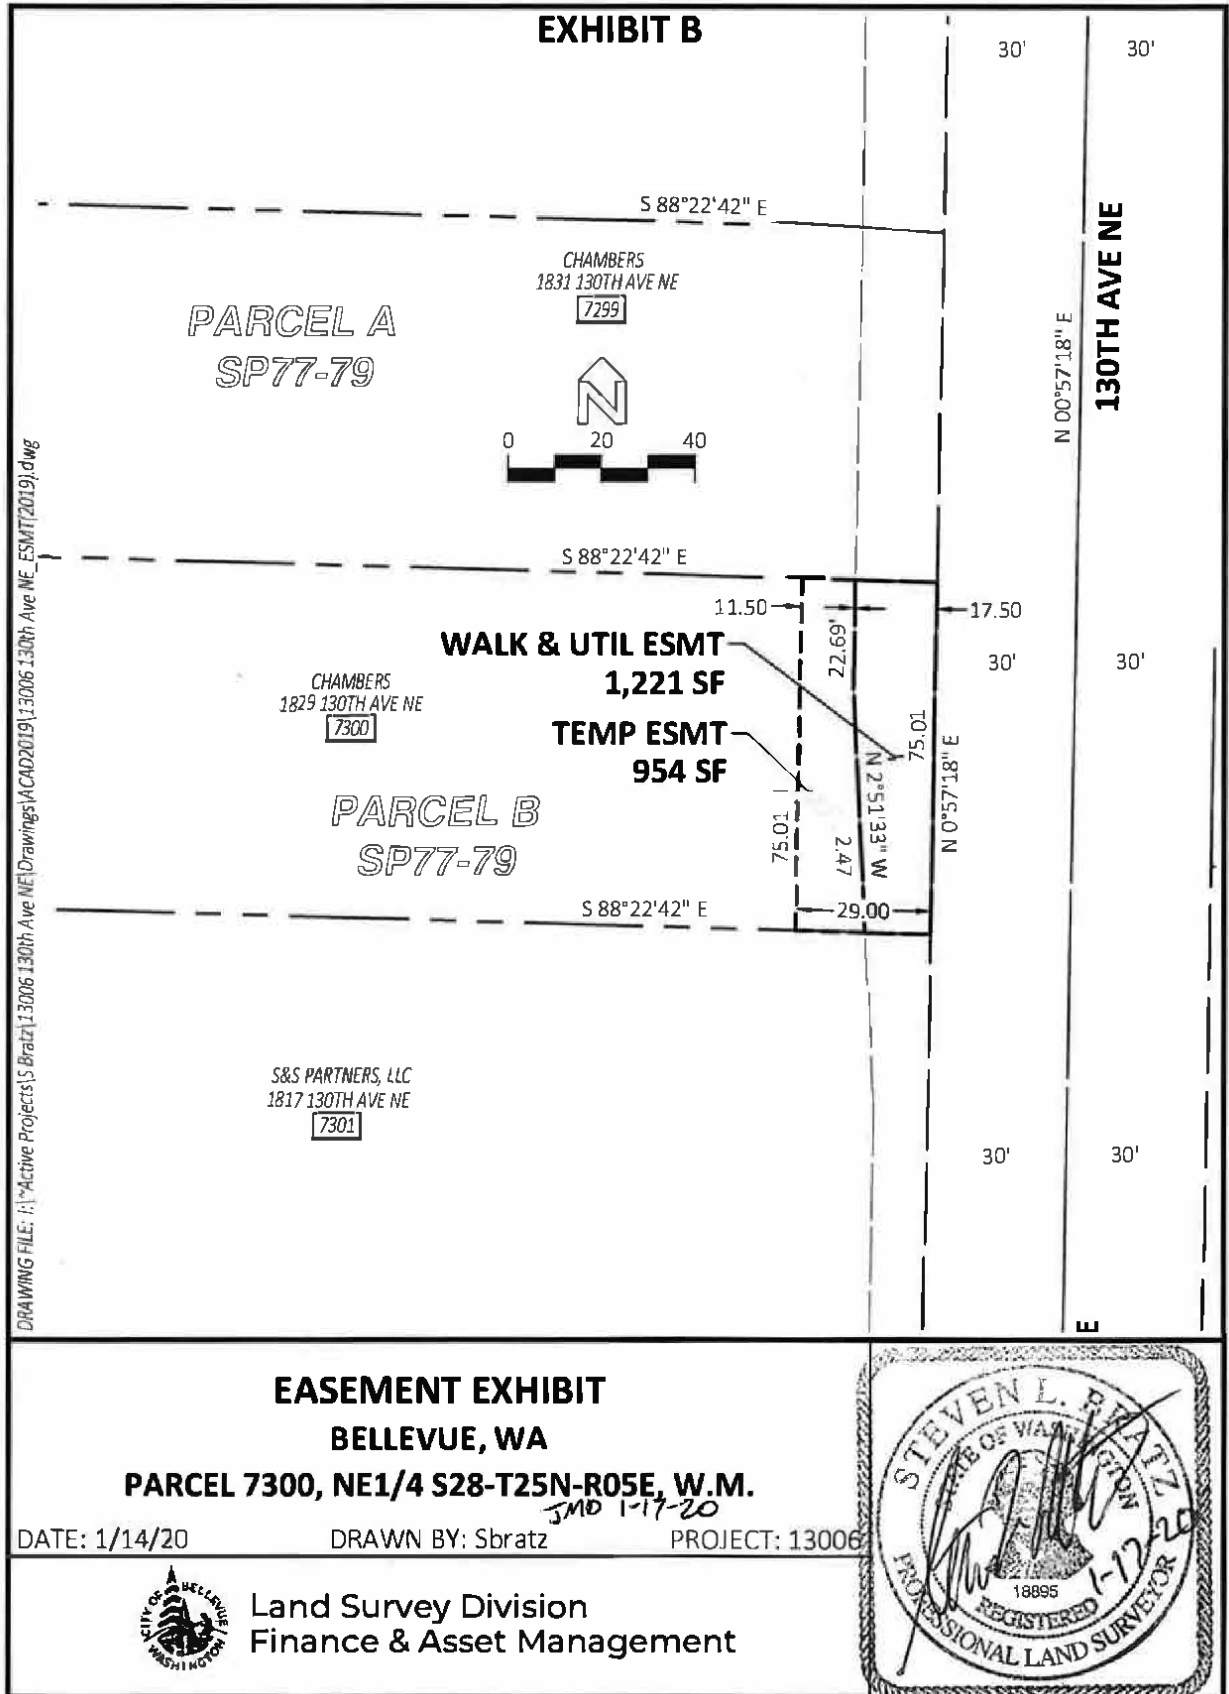 EXHIBIT B
30'
30'
S 88°22'42" E
CHAMBERS
1831 130TH AVE NE
7299
PARCEL A
SP77-79
N
0 20 40
N 00°57'18" E
130TH AVE NE
S 88°22'42" E
11.50
17.50
22.69'
WALK & UTIL ESMT
1,221 SF
30'
30'
CHAMBERS
1829 130TH AVE NE
7300
TEMP ESMT
954 SF
75.01
N 0°57'18" E
N 2°51'33" W
2.47
75.01
PARCEL B
SP77-79
S 88°22'42" E
29.00
S&S PARTNERS, LLC
1817 130TH AVE NE
7301
30'
30'
E
DRAWING FILE: I:\~Active Projects\S Bratz\13006 130th Ave NE\Drawings\ACAD2019\13006 130th Ave NE_ESMT(2019).dwg
EASEMENT EXHIBIT
BELLEVUE, WA
PARCEL 7300, NE1/4 S28-T25N-R05E, W.M.
JMD 1-17-20
DATE: 1/14/20 DRAWN BY: Sbratz PROJECT: 13006
CITY OF BELLEVUE
WASHINGTON
Land Survey Division
Finance & Asset Management
STEVEN L. BRATZ
STATE OF WASHINGTON
18895
REGISTERED
PROFESSIONAL LAND SURVEYOR
1-17-20